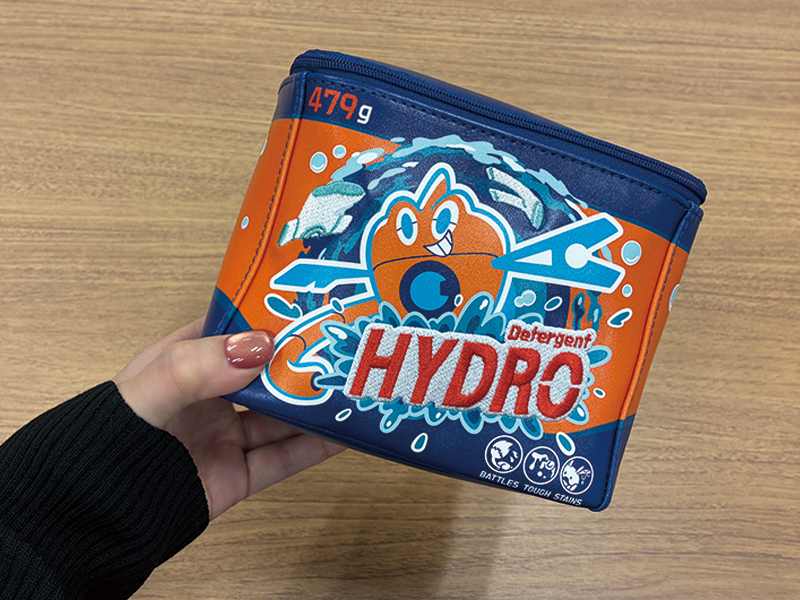 479g
Detergent
HYDRO
BATTLES TOUGH STAINS